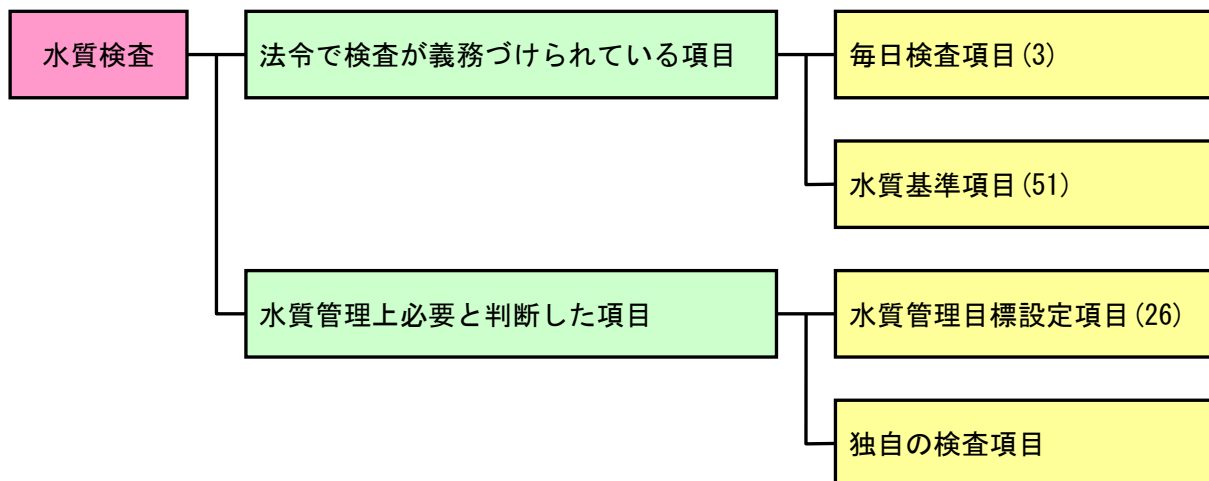 水質検査
法令で検査が義務づけられている項目
毎日検査項目(3)
水質基準項目(51)
水質管理上必要と判断した項目
水質管理目標設定項目(26)
独自の検査項目